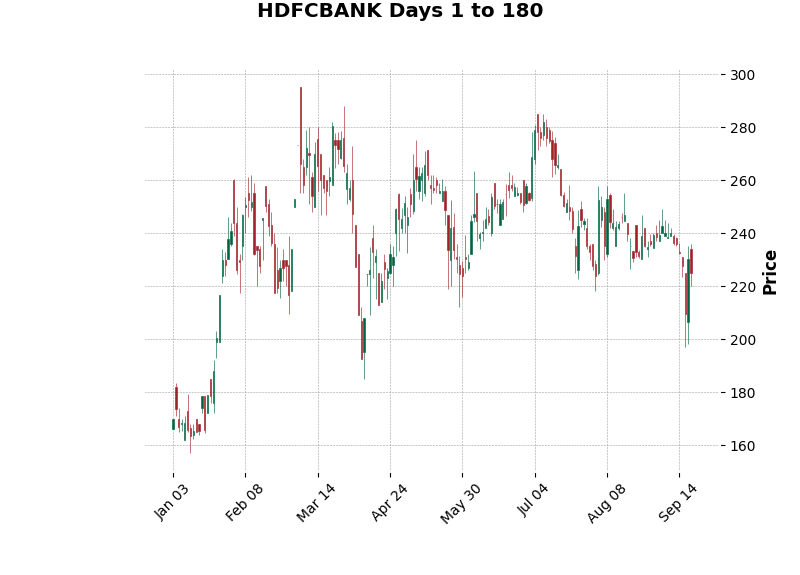 HDFCBANK Days 1 to 180
300
280
260
240
220
200
180
160
Price
Jan 03
Feb 08
Mar 14
Apr 24
May 30
Jul 04
Aug 08
Sep 14